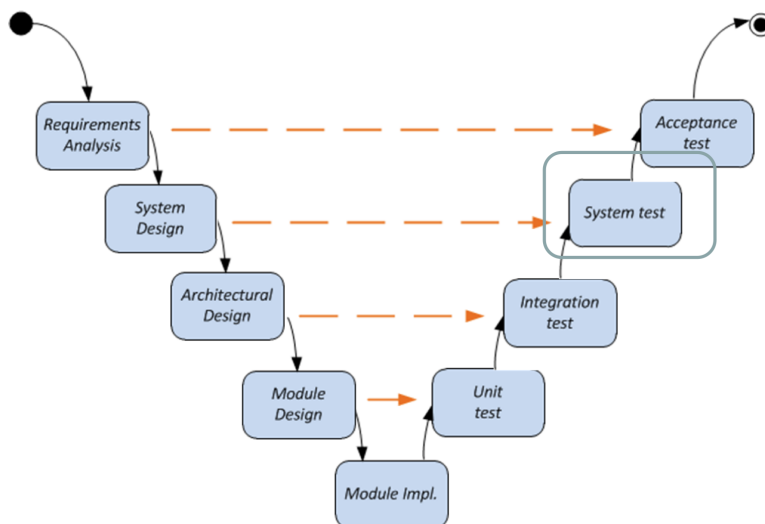 Requirements
Analysis
Acceptance
test
System
Design
System test
Architectural
Design
Integration
test
Module
Design
Unit
test
Module Impl.